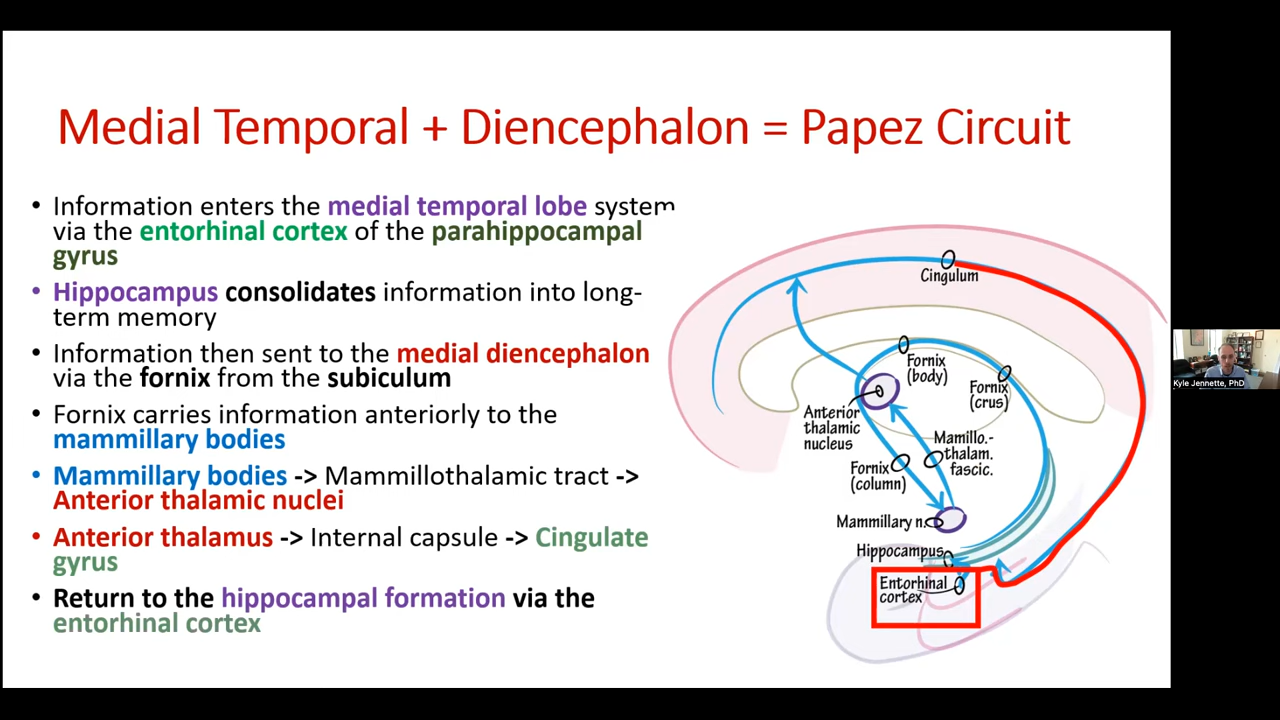 Medial Temporal + Diencephalon = Papez Circuit
• Information enters the medial temporal lobe system
via the entorhinal cortex of the parahippocampal
gyrus
• Hippocampus consolidates information into long-
term memory
• Information then sent to the medial diencephalon
via the fornix from the subiculum
• Fornix carries information anteriorly to the
mammillary bodies
• Mammillary bodies -> Mammillothalamic tract ->
Anterior thalamic nuclei
• Anterior thalamus -> Internal capsule -> Cingulate
gyrus
• Return to the hippocampal formation via the
entorhinal cortex
Cingulum
Fornix
(body)
Fornix
(crus)
Anterior
thalamic
nucleus
Mamillo.-
thalam.
fascic.
Fornix
(column)
Mammillary n.
Hippocampus
Entorhinal
cortex
Kyle Jennette, PhD